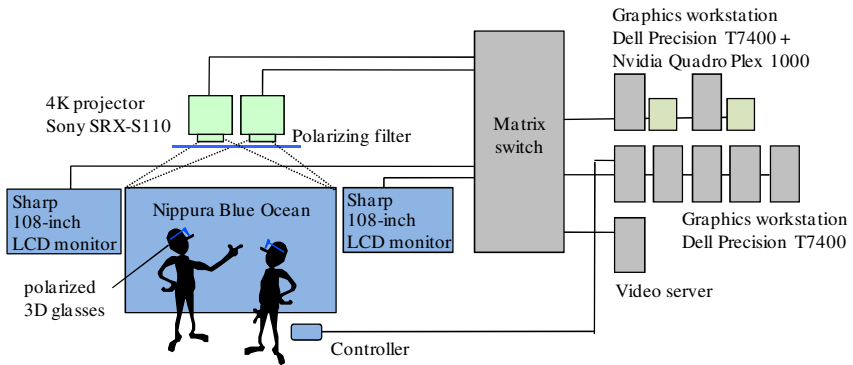 Graphics workstation
Dell Precision T7400 +
Nvidia Quadro Plex 1000
4K projector
Sony SRX-S110
Polarizing filter
Matrix
switch
Sharp
108-inch
LCD monitor
Nippura Blue Ocean
Sharp
108-inch
LCD monitor
Graphics workstation
Dell Precision T7400
polarized
3D glasses
Video server
Controller